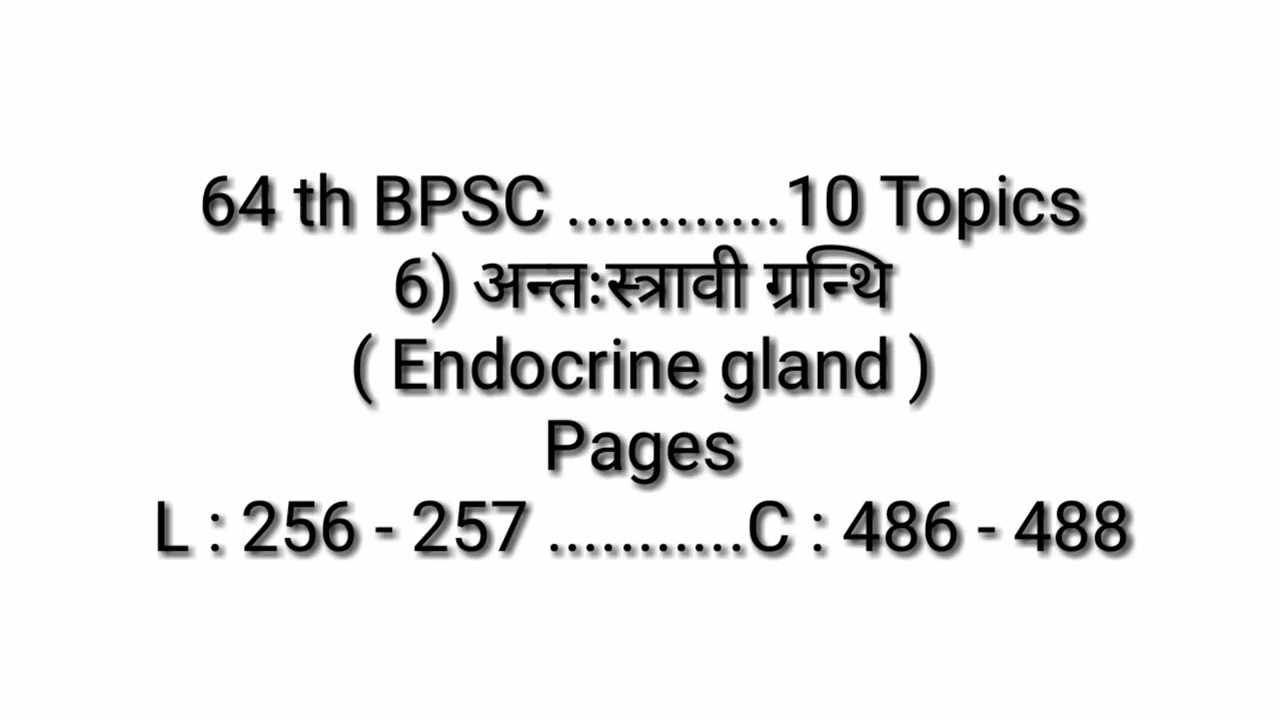 64 th BPSC ............10 Topics
6) अन्तःस्त्रावी ग्रन्थि
( Endocrine gland )
Pages
L : 256 - 257 ...........C : 486 - 488